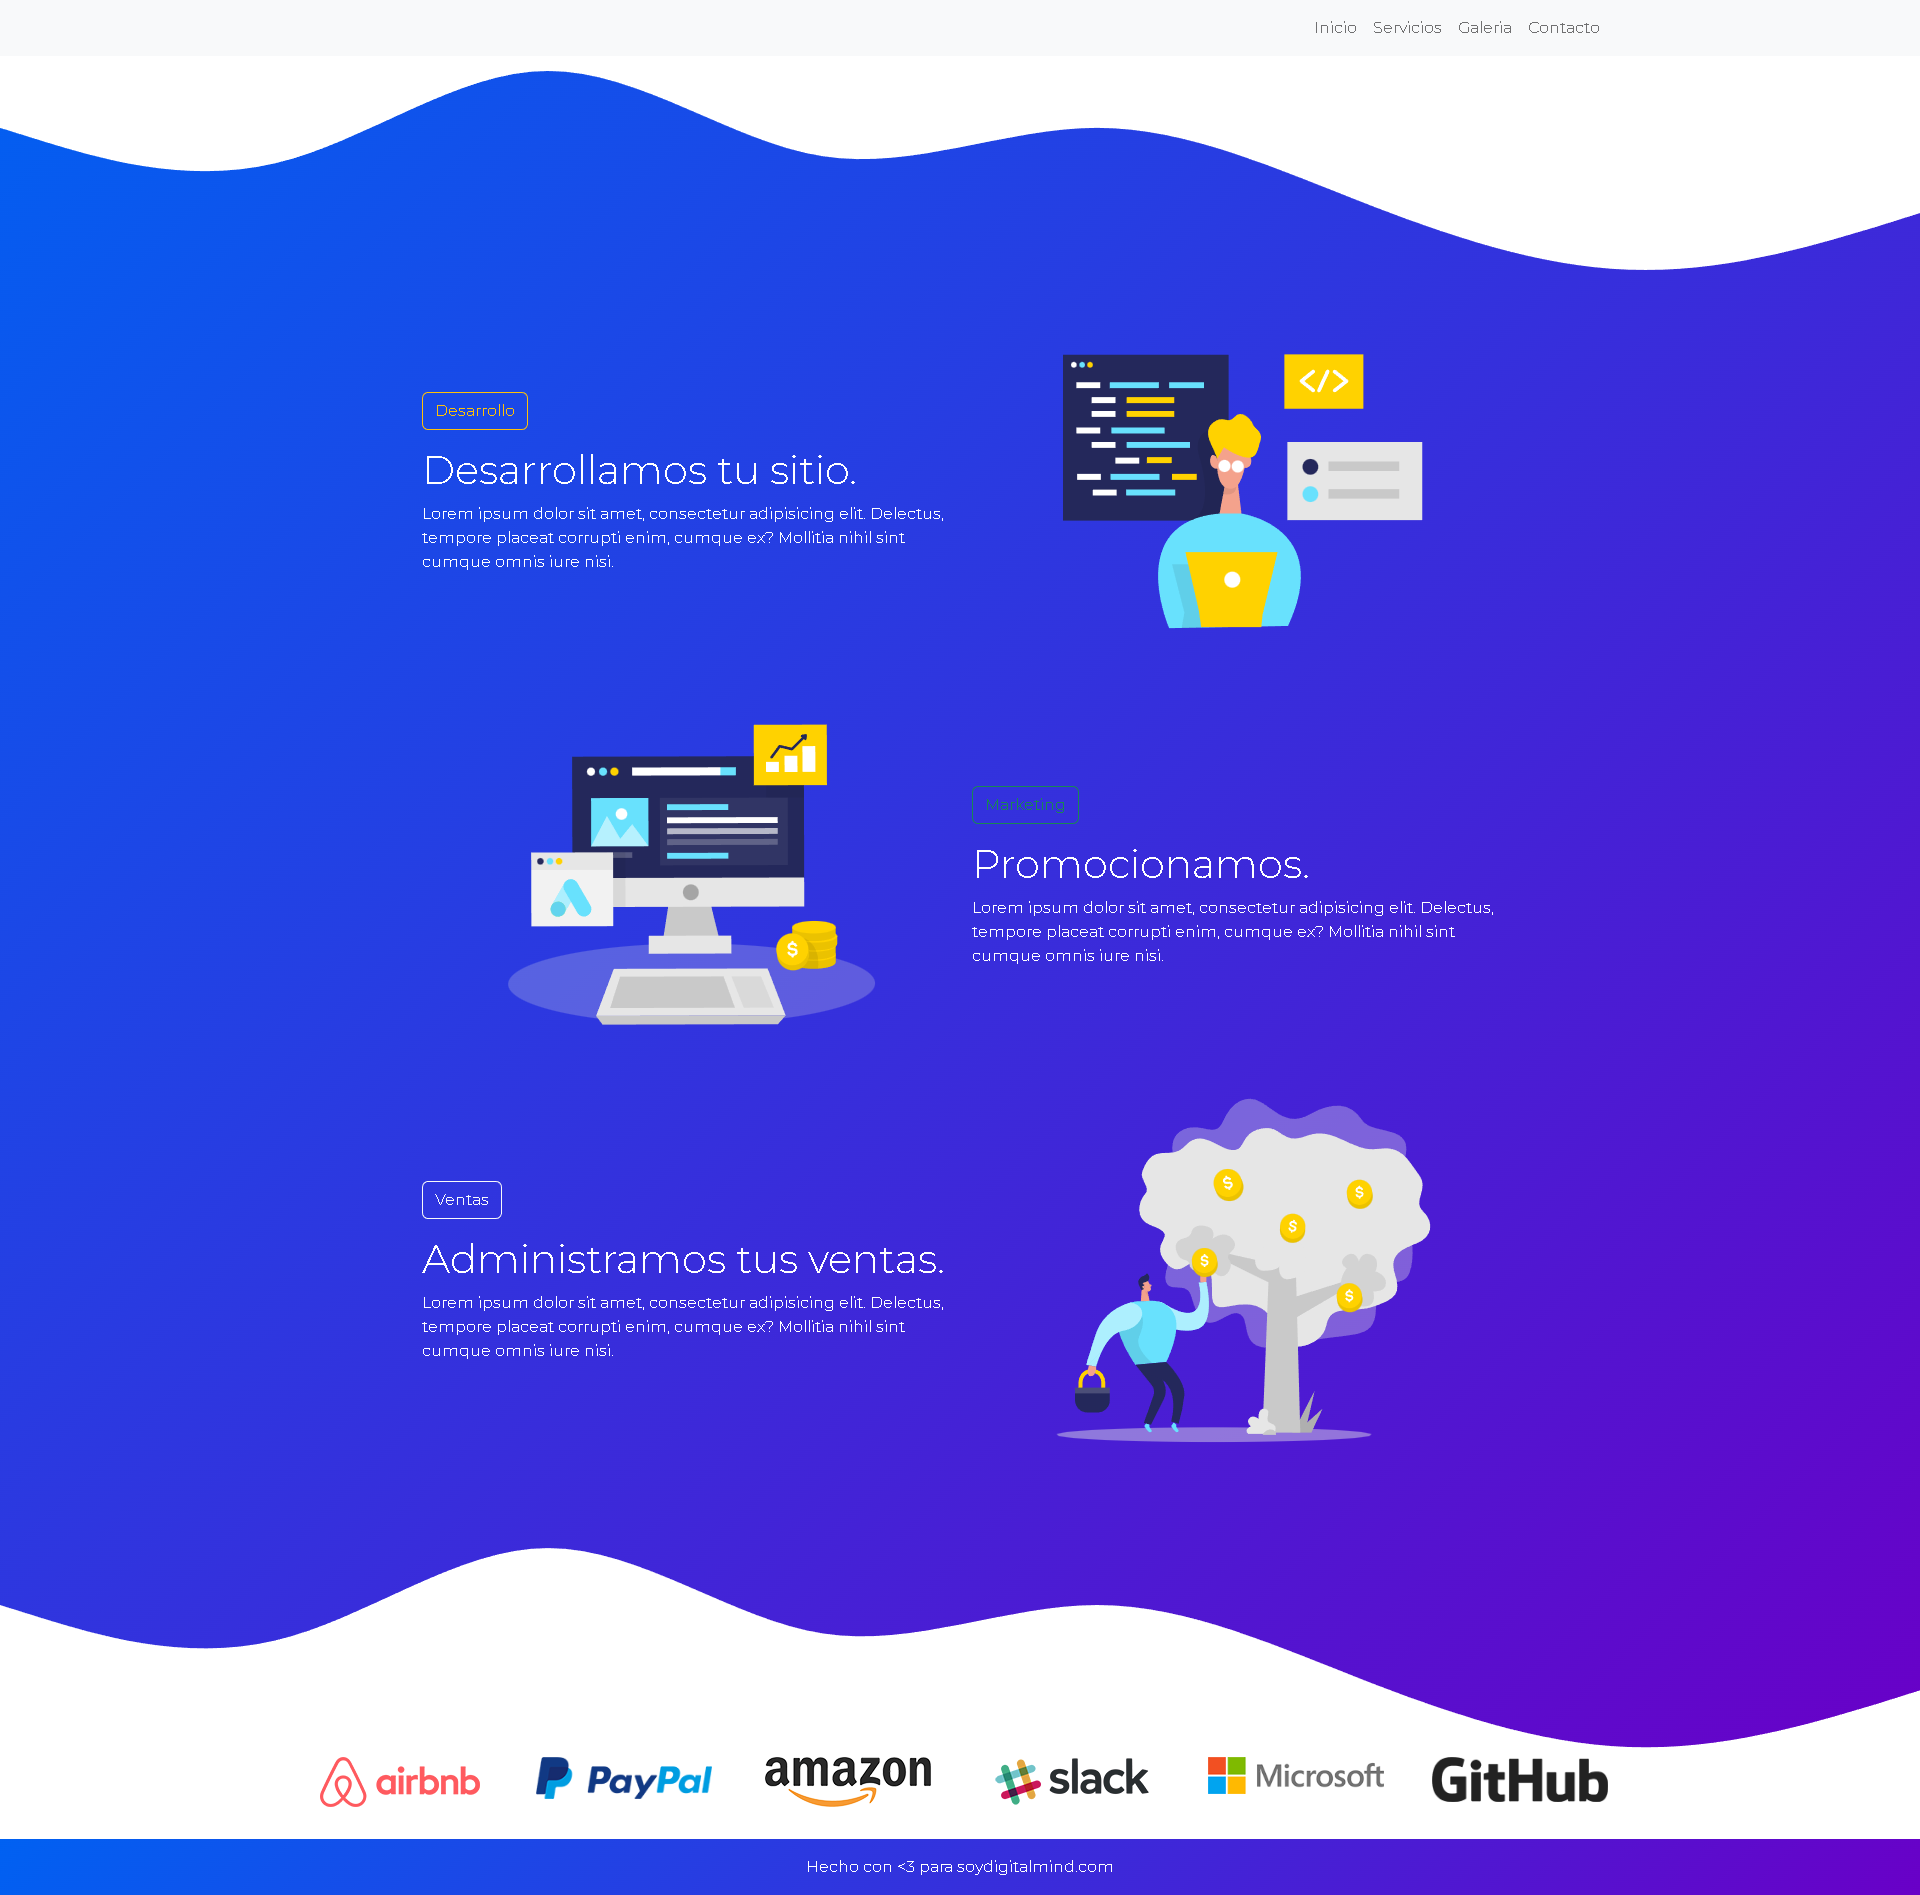 Inicio Servicios Galeria Contacto
Desarrollo
Desarrollamos tu sitio.
Lorem ipsum dolor sit amet, consectetur adipisicing elit. Delectus,
tempore placeat corrupti enim, cumque ex? Mollitia nihil sint
cumque omnis iure nisi.
</>
Marketing
Promocionamos.
Lorem ipsum dolor sit amet, consectetur adipisicing elit. Delectus,
tempore placeat corrupti enim, cumque ex? Mollitia nihil sint
cumque omnis iure nisi.
$
Ventas
Administramos tus ventas.
Lorem ipsum dolor sit amet, consectetur adipisicing elit. Delectus,
tempore placeat corrupti enim, cumque ex? Mollitia nihil sint
cumque omnis iure nisi.
$
$
$
$
$
airbnb PayPal amazon slack Microsoft GitHub
Hecho con <3 para soydigitalmind.com